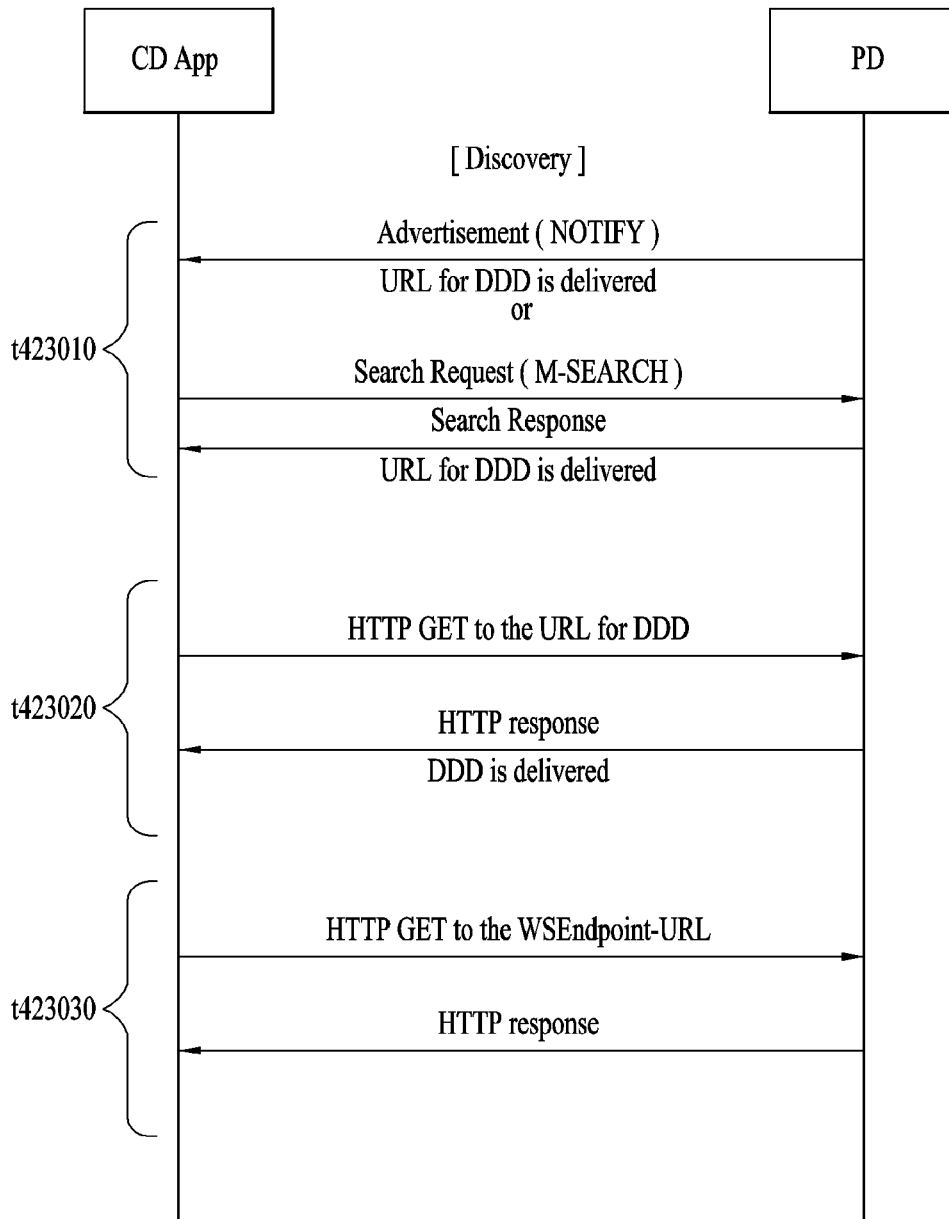 CD App
PD
[ Discovery ]
Advertisement ( NOTIFY )
URL for DDD is delivered
or
t423010
Search Request ( M-SEARCH )
Search Response
URL for DDD is delivered
HTTP GET to the URL for DDD
t423020
HTTP response
DDD is delivered
HTTP GET to the WSEndpoint-URL
t423030
HTTP response